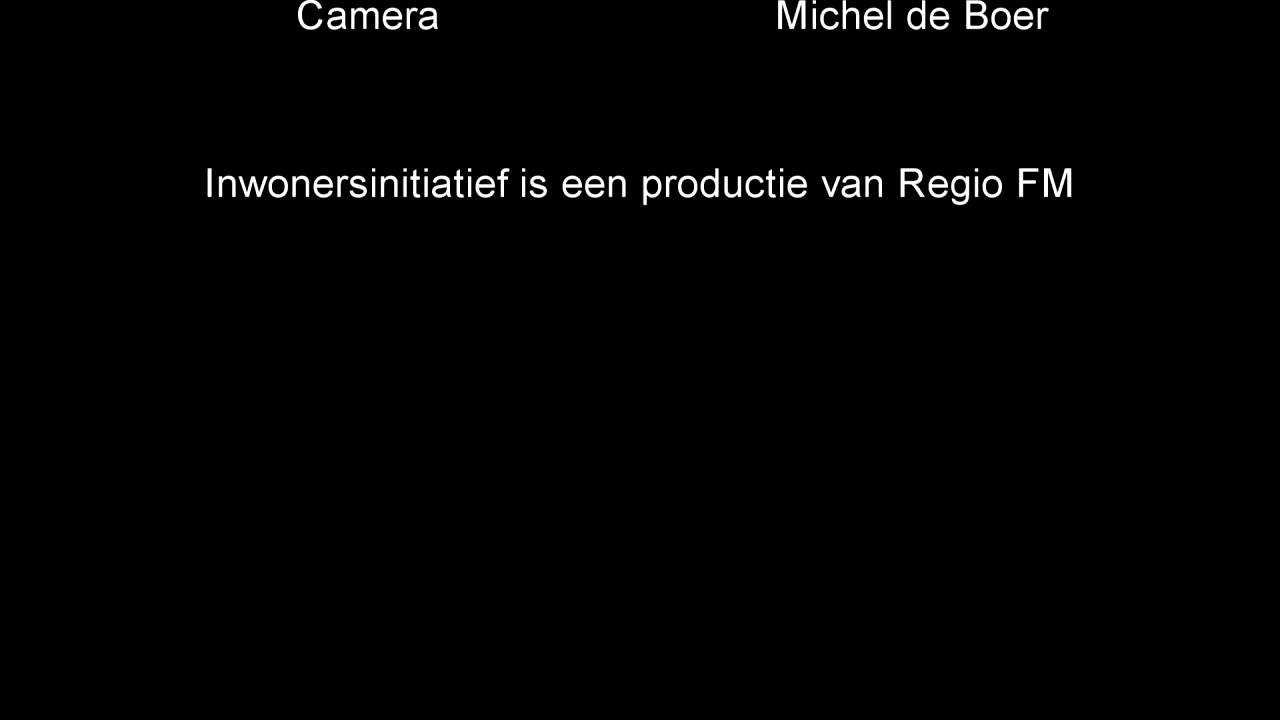 Camera Michel de Boer
Inwonersinitiatief is een productie van Regio FM